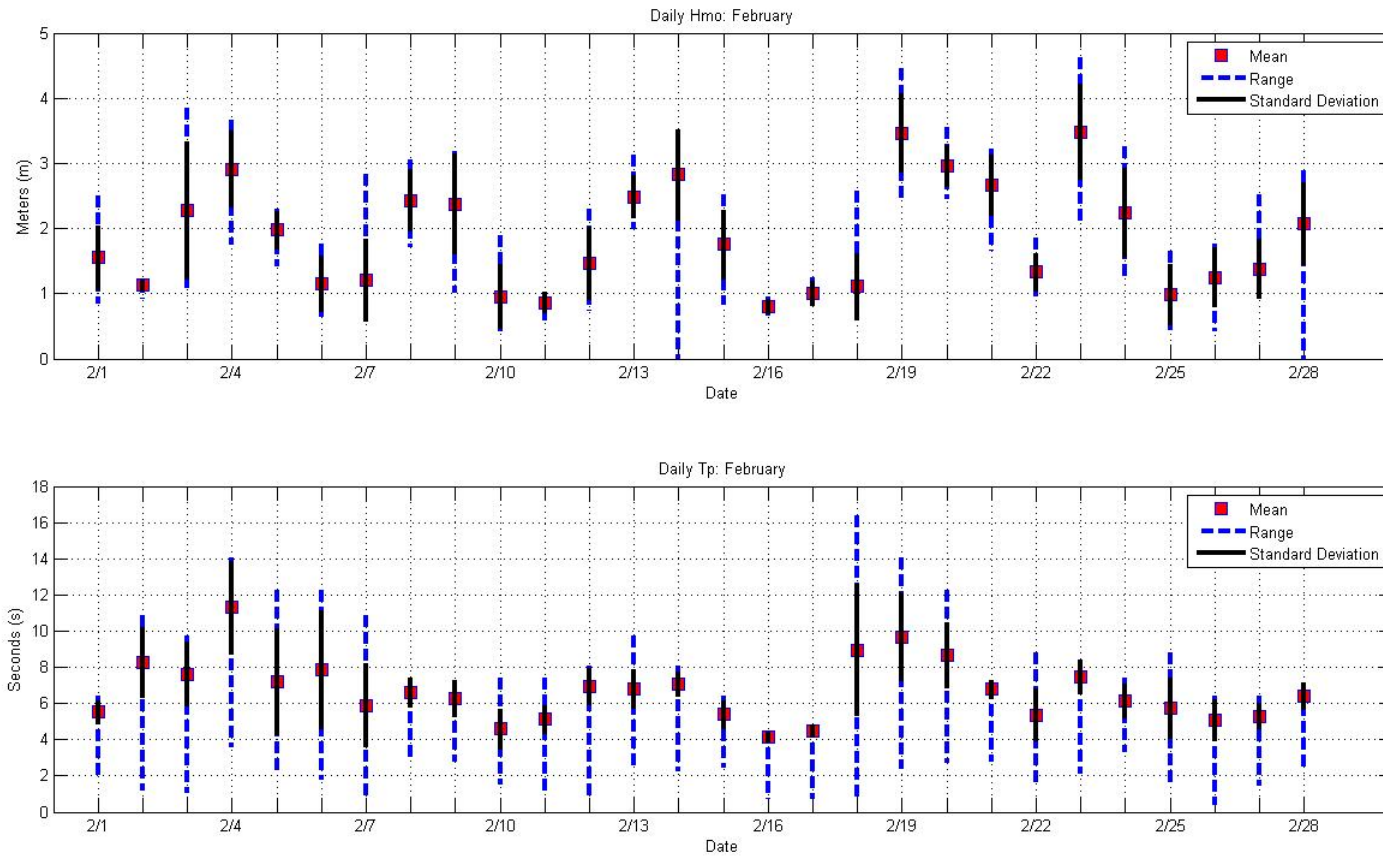 Daily Hmo: February
5
4
3
2
1
0
Meters (m)
Mean
Range
Standard Deviation
2/1 2/4 2/7 2/10 2/13 2/16 2/19 2/22 2/25 2/28
Date
Daily Tp: February
18
16
14
12
10
8
6
4
2
0
Seconds (s)
Mean
Range
Standard Deviation
2/1 2/4 2/7 2/10 2/13 2/16 2/19 2/22 2/25 2/28
Date